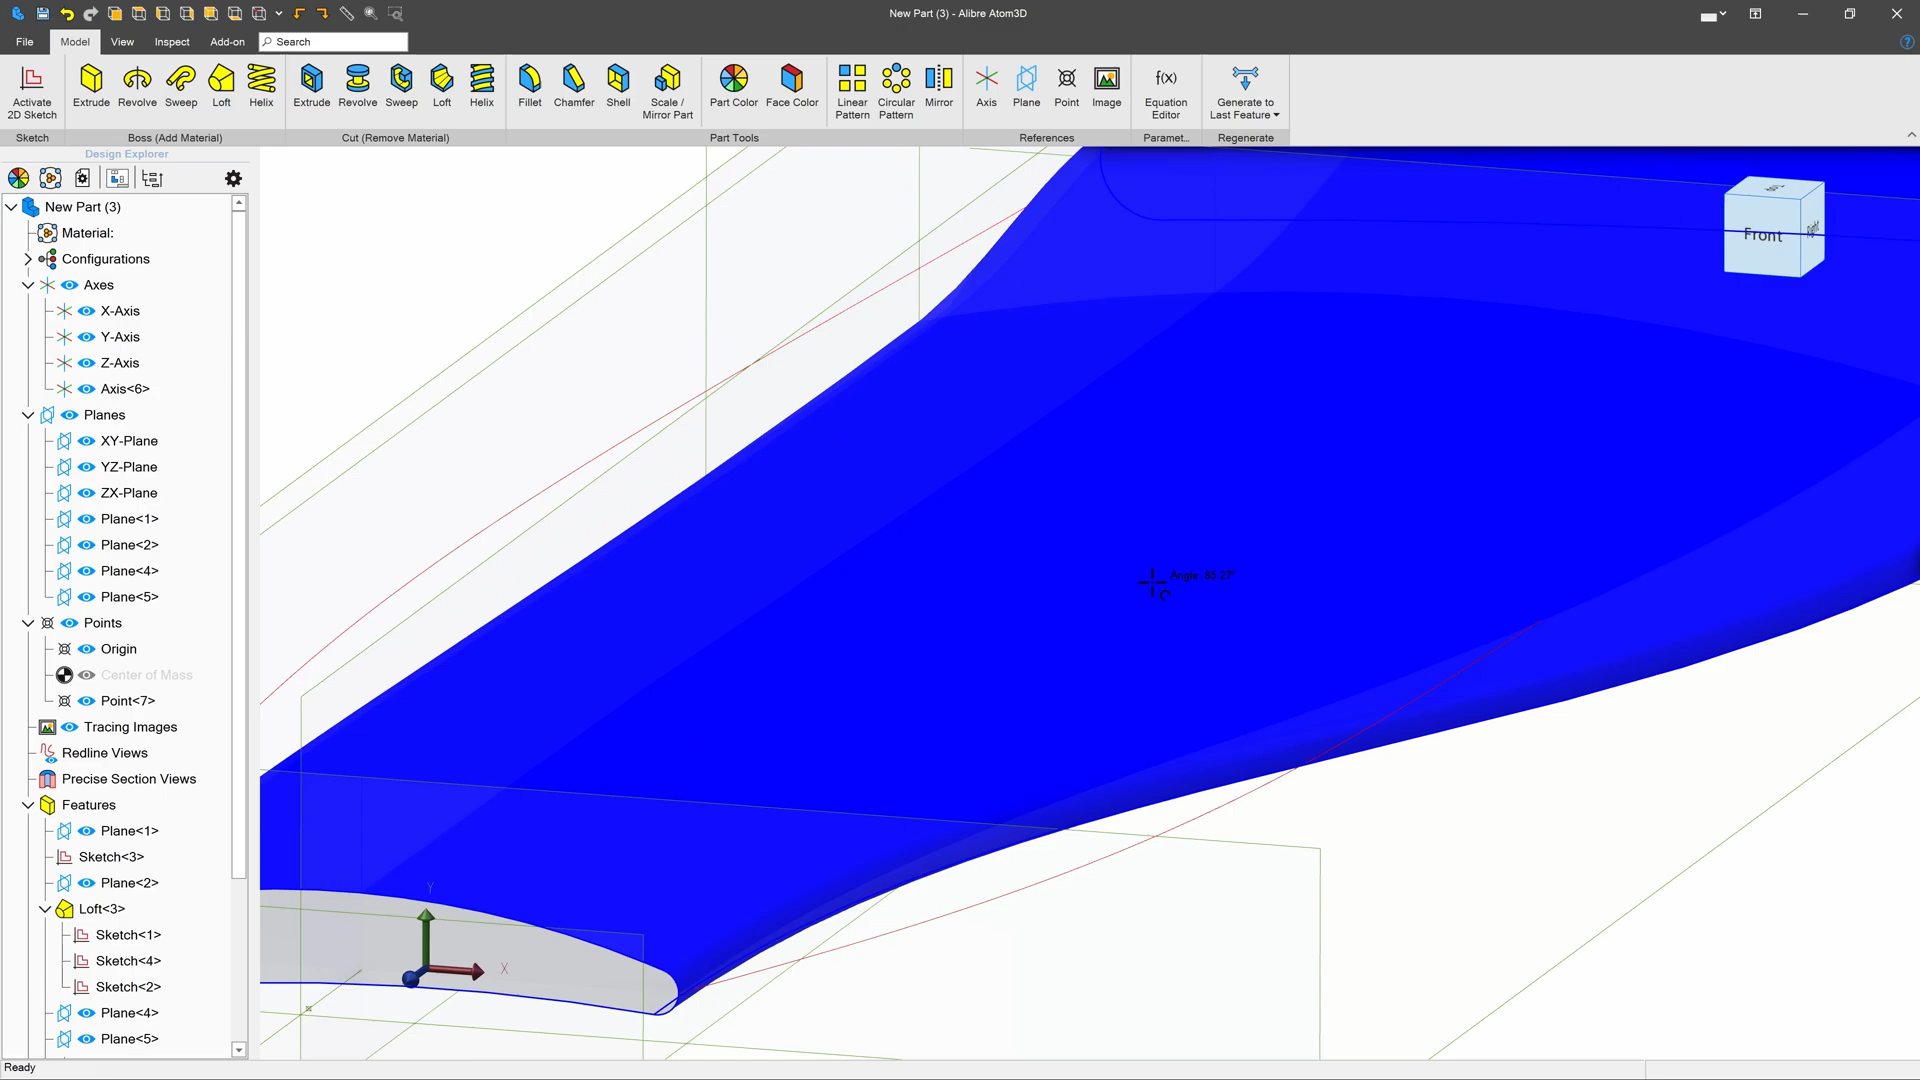 New Part (3) - Alibre Atom3D
File
Model
View
Inspect
Add-on
Search
Activate
2D Sketch
Extrude
Revolve
Sweep
Loft
Helix
Extrude
Revolve
Sweep
Loft
Helix
Fillet
Chamfer
Shell
Scale /
Mirror Part
Part Color
Face Color
Linear
Pattern
Circular
Pattern
Mirror
Axis
Plane
Point
Image
f(x)
Equation
Editor
Generate to
Last Feature
Sketch
Boss (Add Material)
Cut (Remove Material)
Part Tools
References
Paramet...
Regenerate
Design Explorer
New Part (3)
Material:
Configurations
Axes
X-Axis
Y-Axis
Z-Axis
Axis<6>
Planes
XY-Plane
YZ-Plane
ZX-Plane
Plane<1>
Plane<2>
Plane<4>
Plane<5>
Points
Origin
Center of Mass
Point<7>
Tracing Images
Redline Views
Precise Section Views
Features
Plane<1>
Sketch<3>
Plane<2>
Loft<3>
Sketch<1>
Sketch<4>
Sketch<2>
Plane<4>
Plane<5>
Top
Front
Right
Angle: 85.27°
Y
X
Ready